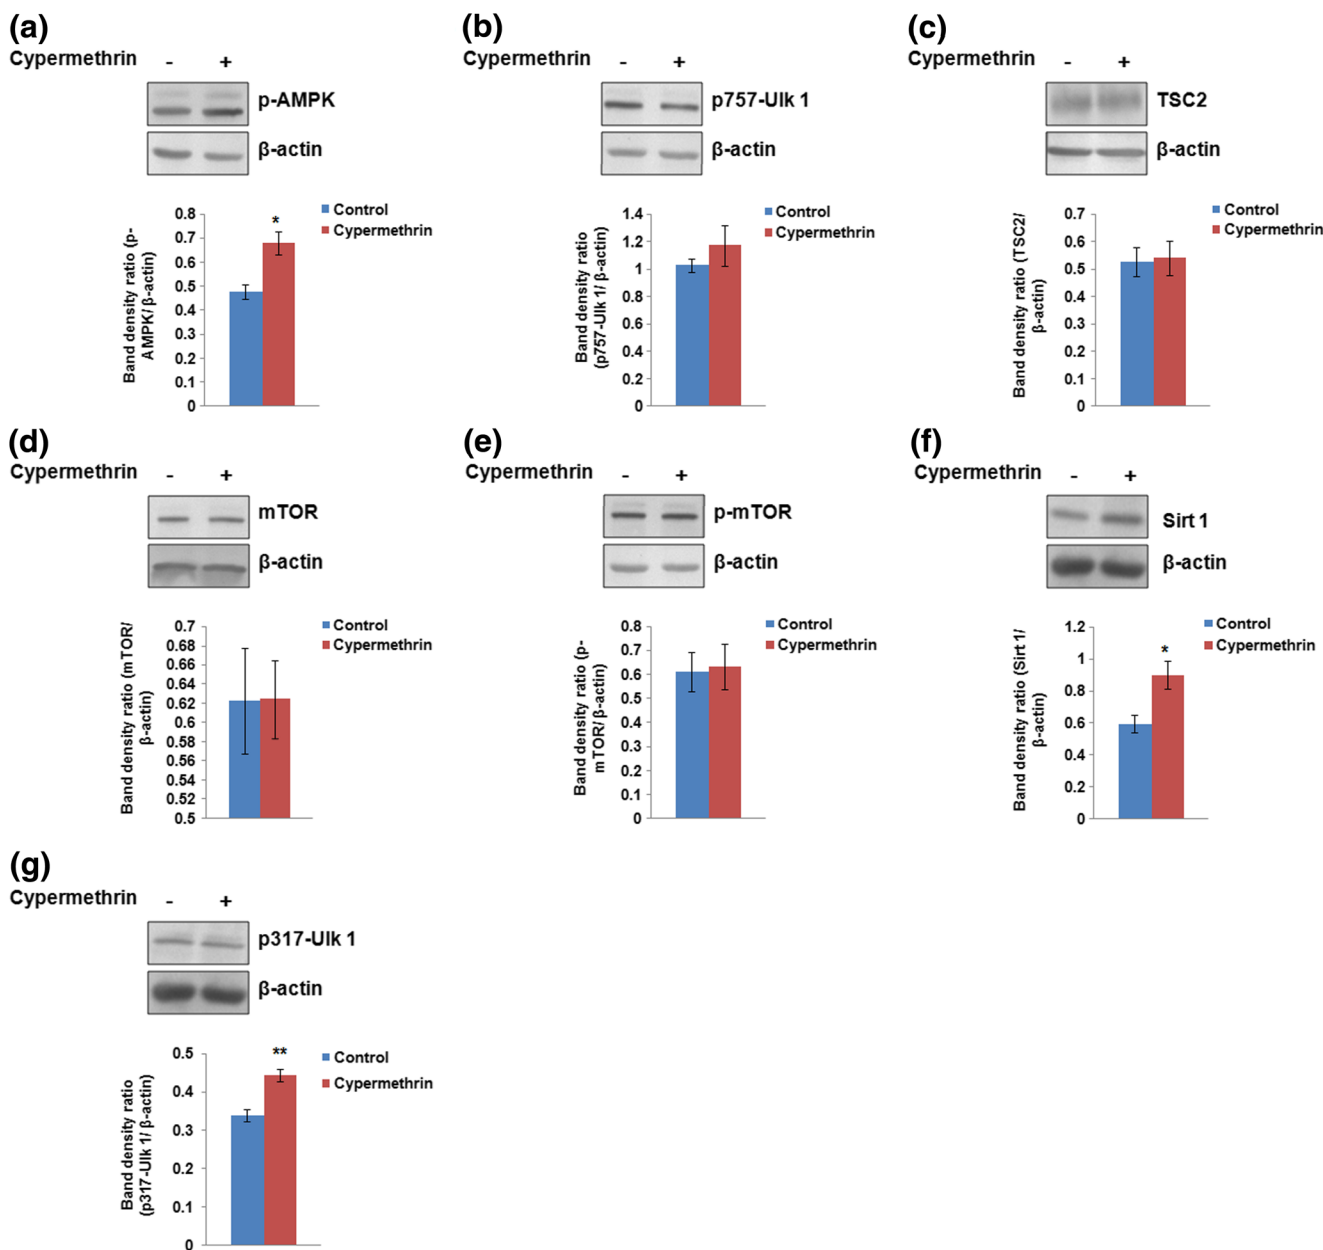 (a)
Cypermethrin - +
p-AMPK
β-actin
Band density ratio (p-
AMPK/ β-actin)
0.8
0.7
0.6
0.5
0.4
0.3
0.2
0.1
0
*
Control
Cypermethrin
(b)
Cypermethrin - +
p757-Ulk 1
β-actin
Band density ratio
(p757-Ulk 1/ β-actin)
1.4
1.2
1
0.8
0.6
0.4
0.2
0
Control
Cypermethrin
(c)
Cypermethrin - +
TSC2
β-actin
Band density ratio (TSC2/
β-actin)
0.7
0.6
0.5
0.4
0.3
0.2
0.1
0
Control
Cypermethrin
(d)
Cypermethrin - +
mTOR
β-actin
Band density ratio (mTOR/
β-actin)
0.7
0.68
0.66
0.64
0.62
0.6
0.58
0.56
0.54
0.52
0.5
Control
Cypermethrin
(e)
Cypermethrin - +
p-mTOR
β-actin
Band density ratio (p-
mTOR/ β-actin)
0.8
0.7
0.6
0.5
0.4
0.3
0.2
0.1
0
Control
Cypermethrin
(f)
Cypermethrin - +
Sirt 1
β-actin
Band density ratio (Sirt 1/
β-actin)
1.2
1
0.8
0.6
0.4
0.2
0
*
Control
Cypermethrin
(g)
Cypermethrin - +
p317-Ulk 1
β-actin
Band density ratio
(p317-Ulk 1/ β-actin)
0.5
0.4
0.3
0.2
0.1
0
**
Control
Cypermethrin